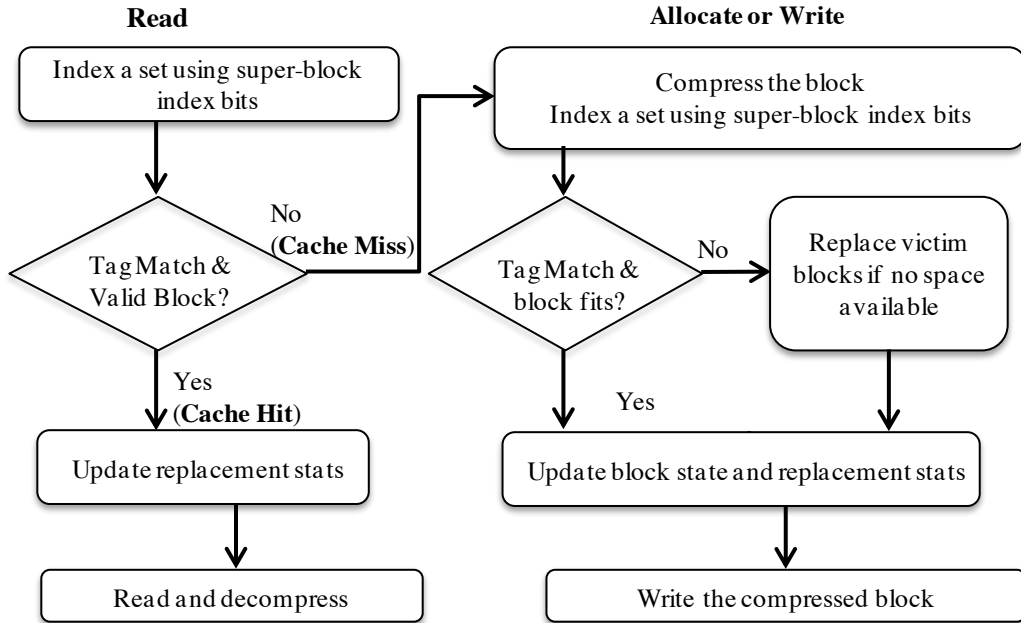 Read
Index a set using super-block
index bits
Tag Match &
Valid Block?
No
(Cache Miss)
Yes
(Cache Hit)
Update replacement stats
Read and decompress
Allocate or Write
Compress the block
Index a set using super-block index bits
Tag Match &
block fits?
No
Replace victim
blocks if no space
available
Yes
Update block state and replacement stats
Write the compressed block